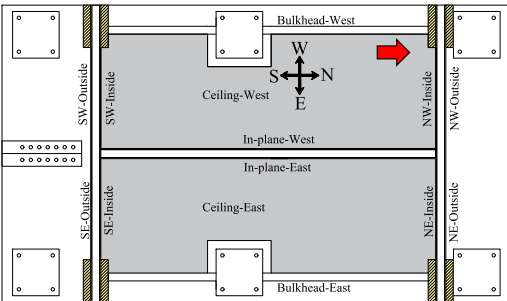 Bulkhead-West
W
S
N
E
SW-Outside
SW-Inside
Ceiling-West
NW-Inside
NW-Outside
In-plane-West
In-plane-East
SE-Outside
SE-Inside
Ceiling-East
NE-Inside
NE-Outside
Bulkhead-East